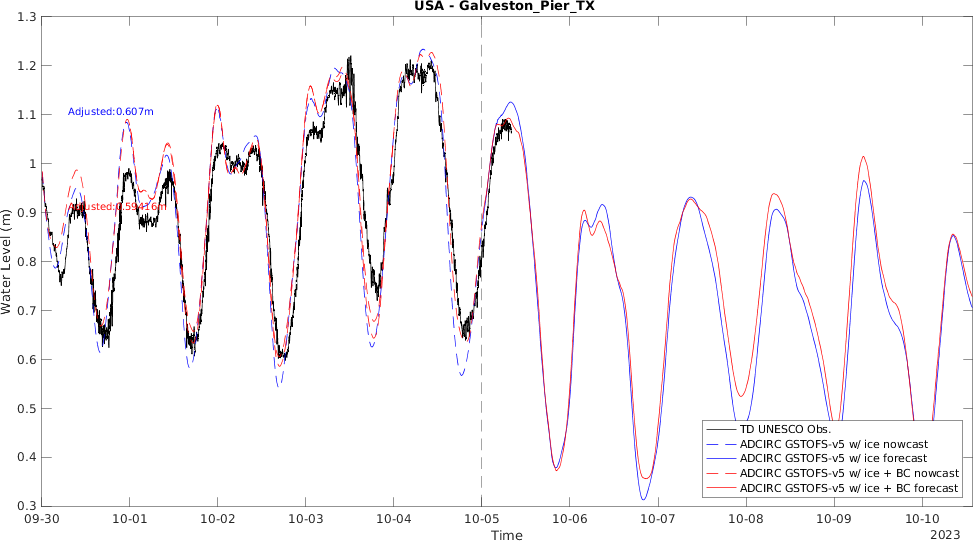 USA - Galveston_Pier_TX
1.3
1.2
1.1
1
0.9
0.8
0.7
0.6
0.5
0.4
0.3
Water Level (m)
Adjusted:0.607m
Adjusted:0.59416m
TD UNESCO Obs.
ADCIRC GSTOFS-v5 w/ ice nowcast
ADCIRC GSTOFS-v5 w/ ice forecast
ADCIRC GSTOFS-v5 w/ ice + BC nowcast
ADCIRC GSTOFS-v5 w/ ice + BC forecast
09-30 10-01 10-02 10-03 10-04 10-05 10-06 10-07 10-08 10-09 10-10
Time
2023